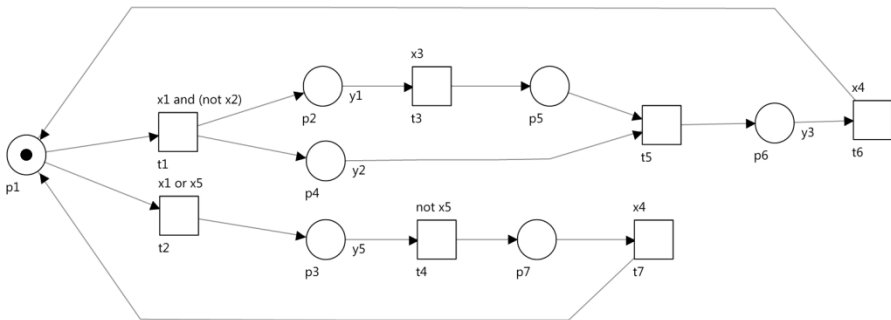 x4
x3
x1 and (not x2)
y1
p2
t3
p5
y3
p6
t6
t5
t1
p4
y2
p1
x1 or x5
not x5
x4
t2
y5
p3
t4
p7
t7